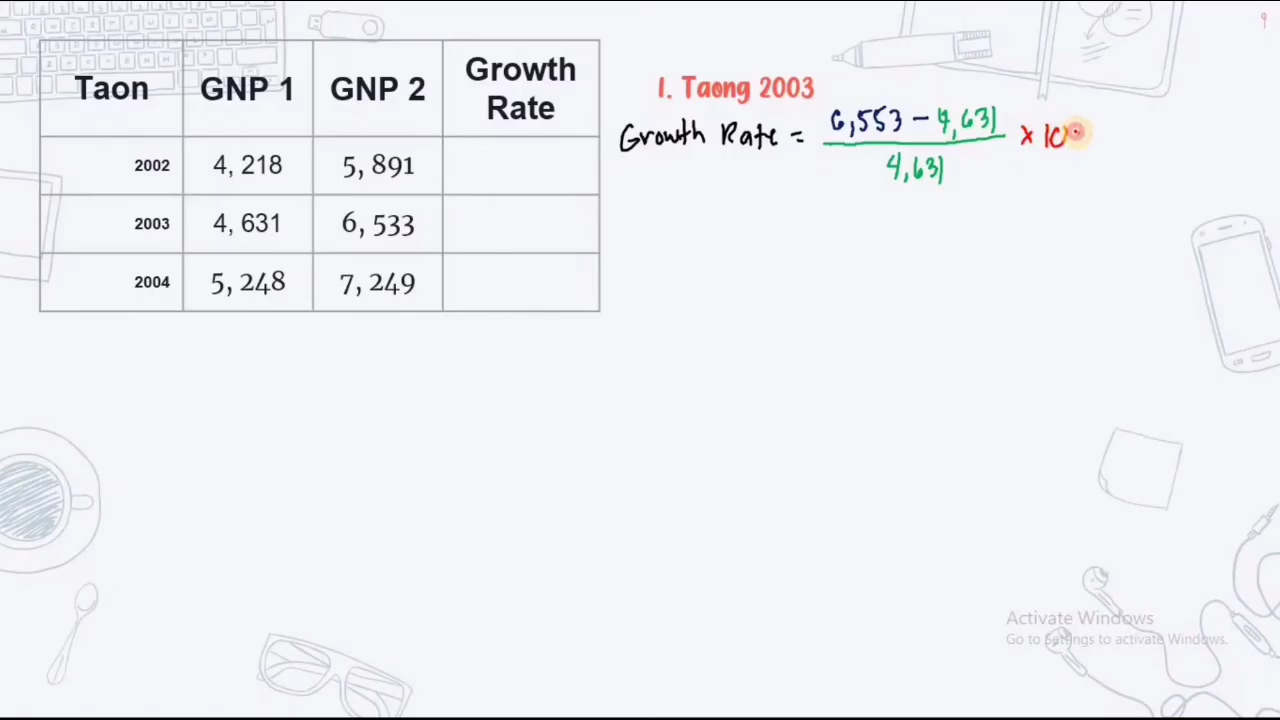 Taon GNP 1 GNP 2 Growth Rate
2002 4, 218 5, 891
2003 4, 631 6, 533
2004 5, 248 7, 249
1. Taong 2003
Growth Rate = 6,553 - 4,631
4,631
x 10
Activate Windows
Go to Settings to activate Windows.